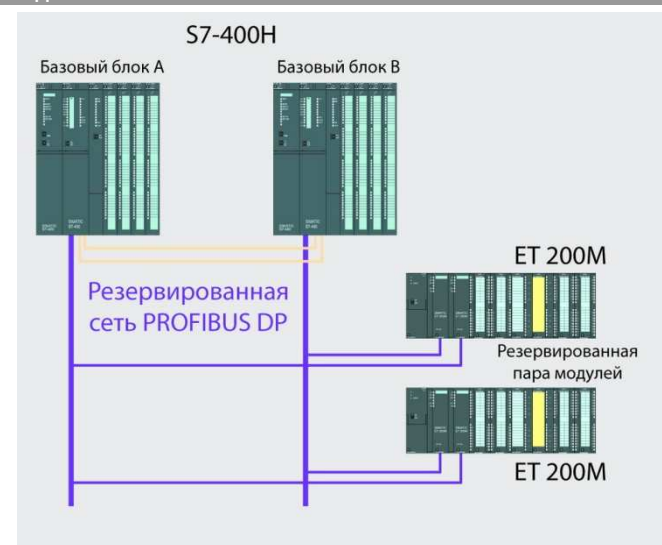 S7-400H
Базовый блок A
Базовый блок B
ET 200M
Резервированная
сеть PROFIBUS DP
Резервированная
пара модулей
ET 200M